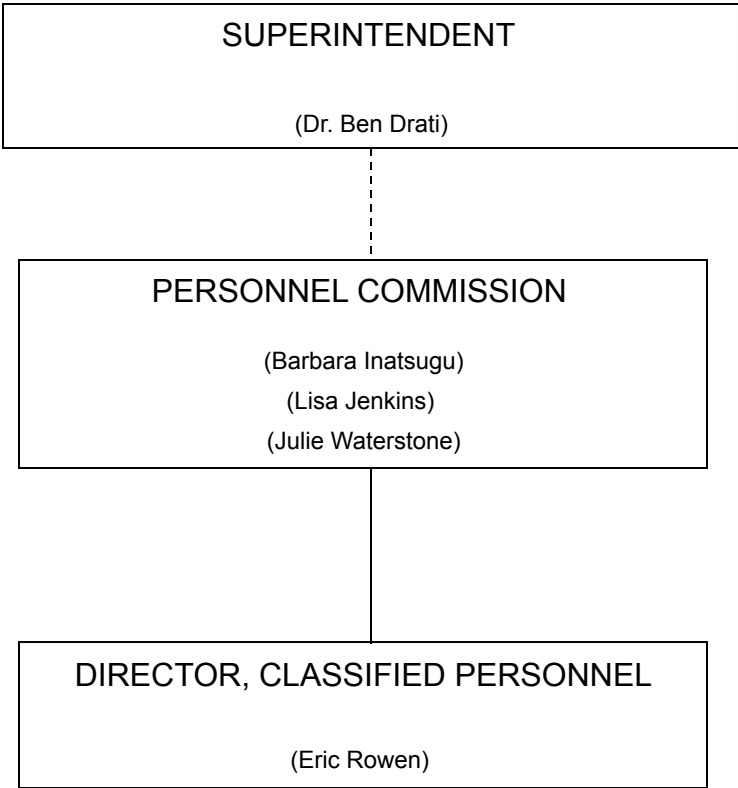 SUPERINTENDENT
(Dr. Ben Drati)
PERSONNEL COMMISSION
(Barbara Inatsugu)
(Lisa Jenkins)
(Julie Waterstone)
DIRECTOR, CLASSIFIED PERSONNEL
(Eric Rowen)